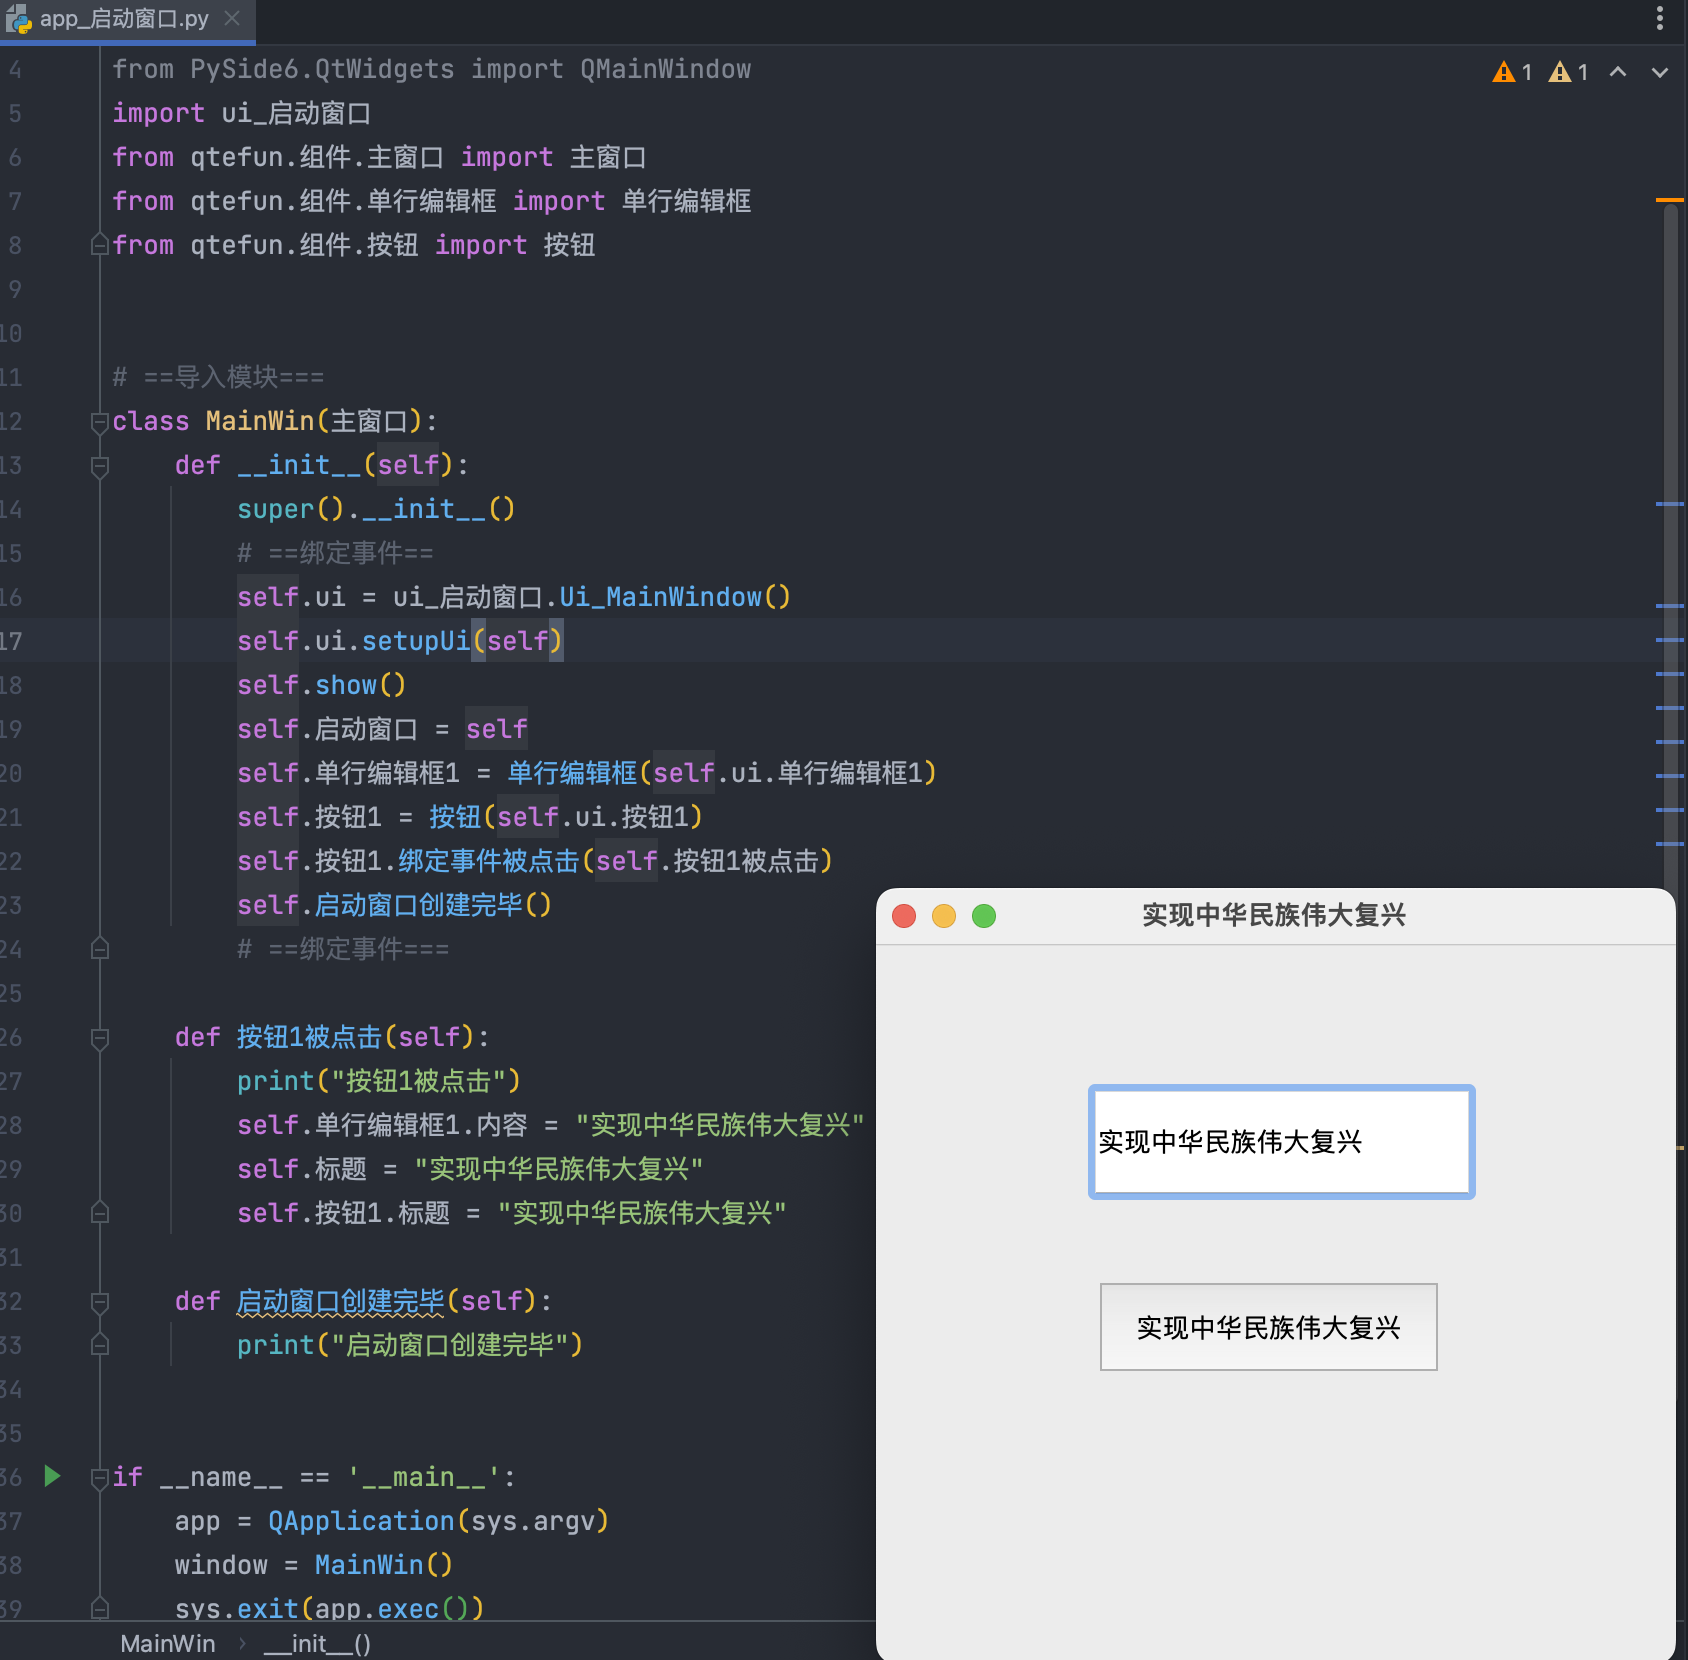 app_启动窗口.py
4 from PySide6.QtWidgets import QMainWindow
1 1
5 import ui_启动窗口
6 from qtefun.组件.主窗口 import 主窗口
7 from qtefun.组件.单行编辑框 import 单行编辑框
8 from qtefun.组件.按钮 import 按钮
9
10
11 # ==导入模块===
12 class MainWin(主窗口):
13 def __init__(self):
14 super().__init__()
15 # ==绑定事件==
16 self.ui = ui_启动窗口.Ui_MainWindow()
17 self.ui.setupUi(self)
18 self.show()
19 self.启动窗口 = self
20 self.单行编辑框1 = 单行编辑框(self.ui.单行编辑框1)
21 self.按钮1 = 按钮(self.ui.按钮1)
22 self.按钮1.绑定事件被点击(self.按钮1被点击)
23 self.启动窗口创建完毕()
24 # ==绑定事件===
25
26 def 按钮1被点击(self):
27 print("按钮1被点击")
28 self.单行编辑框1.内容 = "实现中华民族伟大复兴"
29 self.标题 = "实现中华民族伟大复兴"
30 self.按钮1.标题 = "实现中华民族伟大复兴"
31
32 def 启动窗口创建完毕(self):
33 print("启动窗口创建完毕")
34
35
36 if __name__ == '__main__':
37 app = QApplication(sys.argv)
38 window = MainWin()
39 sys.exit(app.exec())
MainWin › __init__()
实现中华民族伟大复兴
实现中华民族伟大复兴
实现中华民族伟大复兴